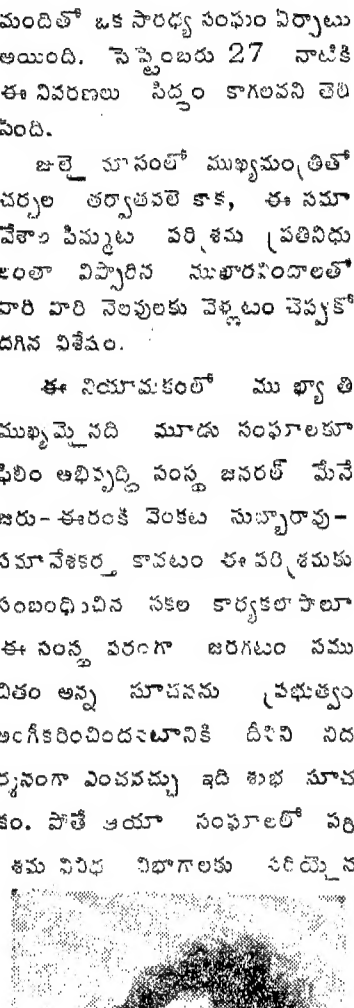 మందితో ఒక సారధ్య సంఘం ఏర్పాటు
అయింది. సెప్టెంబరు 27 నాటికి
ఈ నివరణలు సిద్ధం కాగలవని తెలి
సింది.
జులై మాసంలో ముఖ్యమంత్రితో
చర్చల తర్వాతవలె కాక, ఈ సమా
వేశాల పిమ్మట పరిశ్రమ ప్రతినిధు
లంతా విప్పారిన ముఖారవిందాలతో
వారి వారి నెలవులకు వెళ్లటం చెప్పుకో
దగిన విశేషం.
ఈ నియామకంలో ము ఖ్యా తి
ముఖ్యమైనది మూడు సంఘాలకూ
ఫిలిం అభివృద్ధి సంస్థ జనరల్ మేనే
జరు-ఈరంకి వెంకట సుబ్బారావు-
సమావేశకర్త కావటం ఈ పరిశ్రమకు
సంబంధించిన సకల కార్యకలాపాలూ
ఈ సంస్థ పరంగా జరగటం సము
చితం అన్న సూచనను ప్రభుత్వం
అంగీకరించిందనటానికి దీనిని నిద
ర్శనంగా ఎంచవచ్చు ఇది శుభ సూచ
కం. పోతే ఆయా సంఘాలలో పరి
శ్రమ వివిధ విభాగాలకు సరియైన